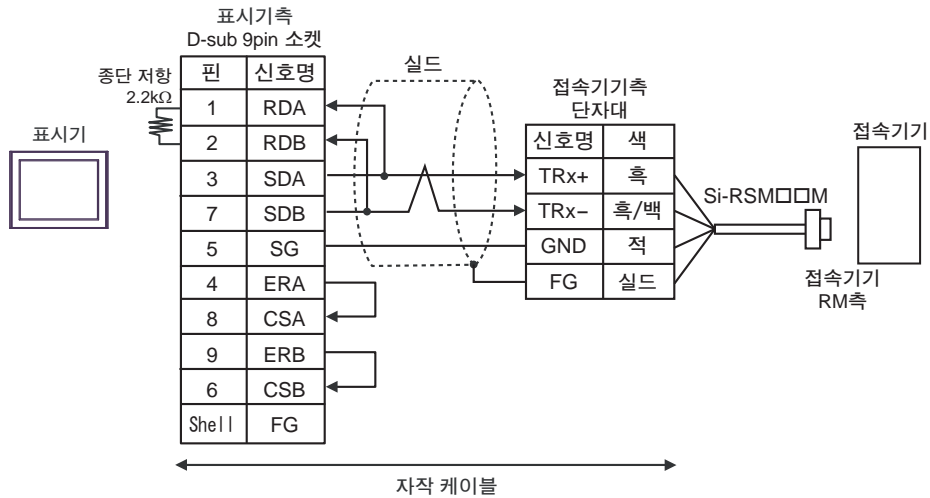 표시기측
D-sub 9pin 소켓
종단 저항
2.2kΩ
표시기
핀 신호명
1 RDA
2 RDB
3 SDA
7 SDB
5 SG
4 ERA
8 CSA
9 ERB
6 CSB
Shell FG
실드
접속기기측
단자대
신호명 색
TRx+ 흑
TRx− 흑/백
GND 적
FG 실드
Si-RSM□□M
접속기기
접속기기
RM측
자작 케이블